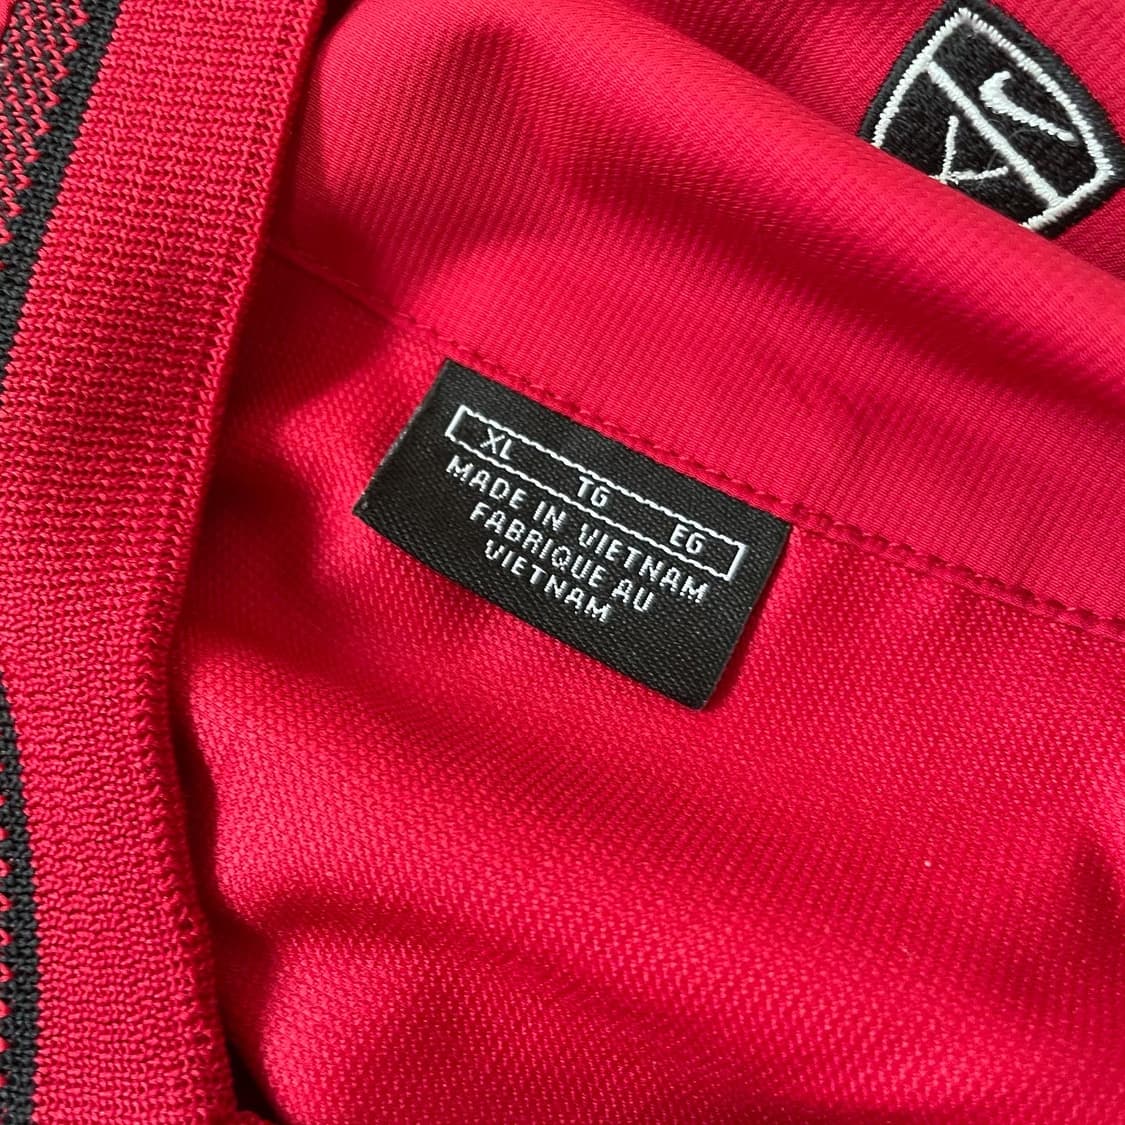 XL TG EG
MADE IN VIETNAM
FABRIQUE AU
VIETNAM